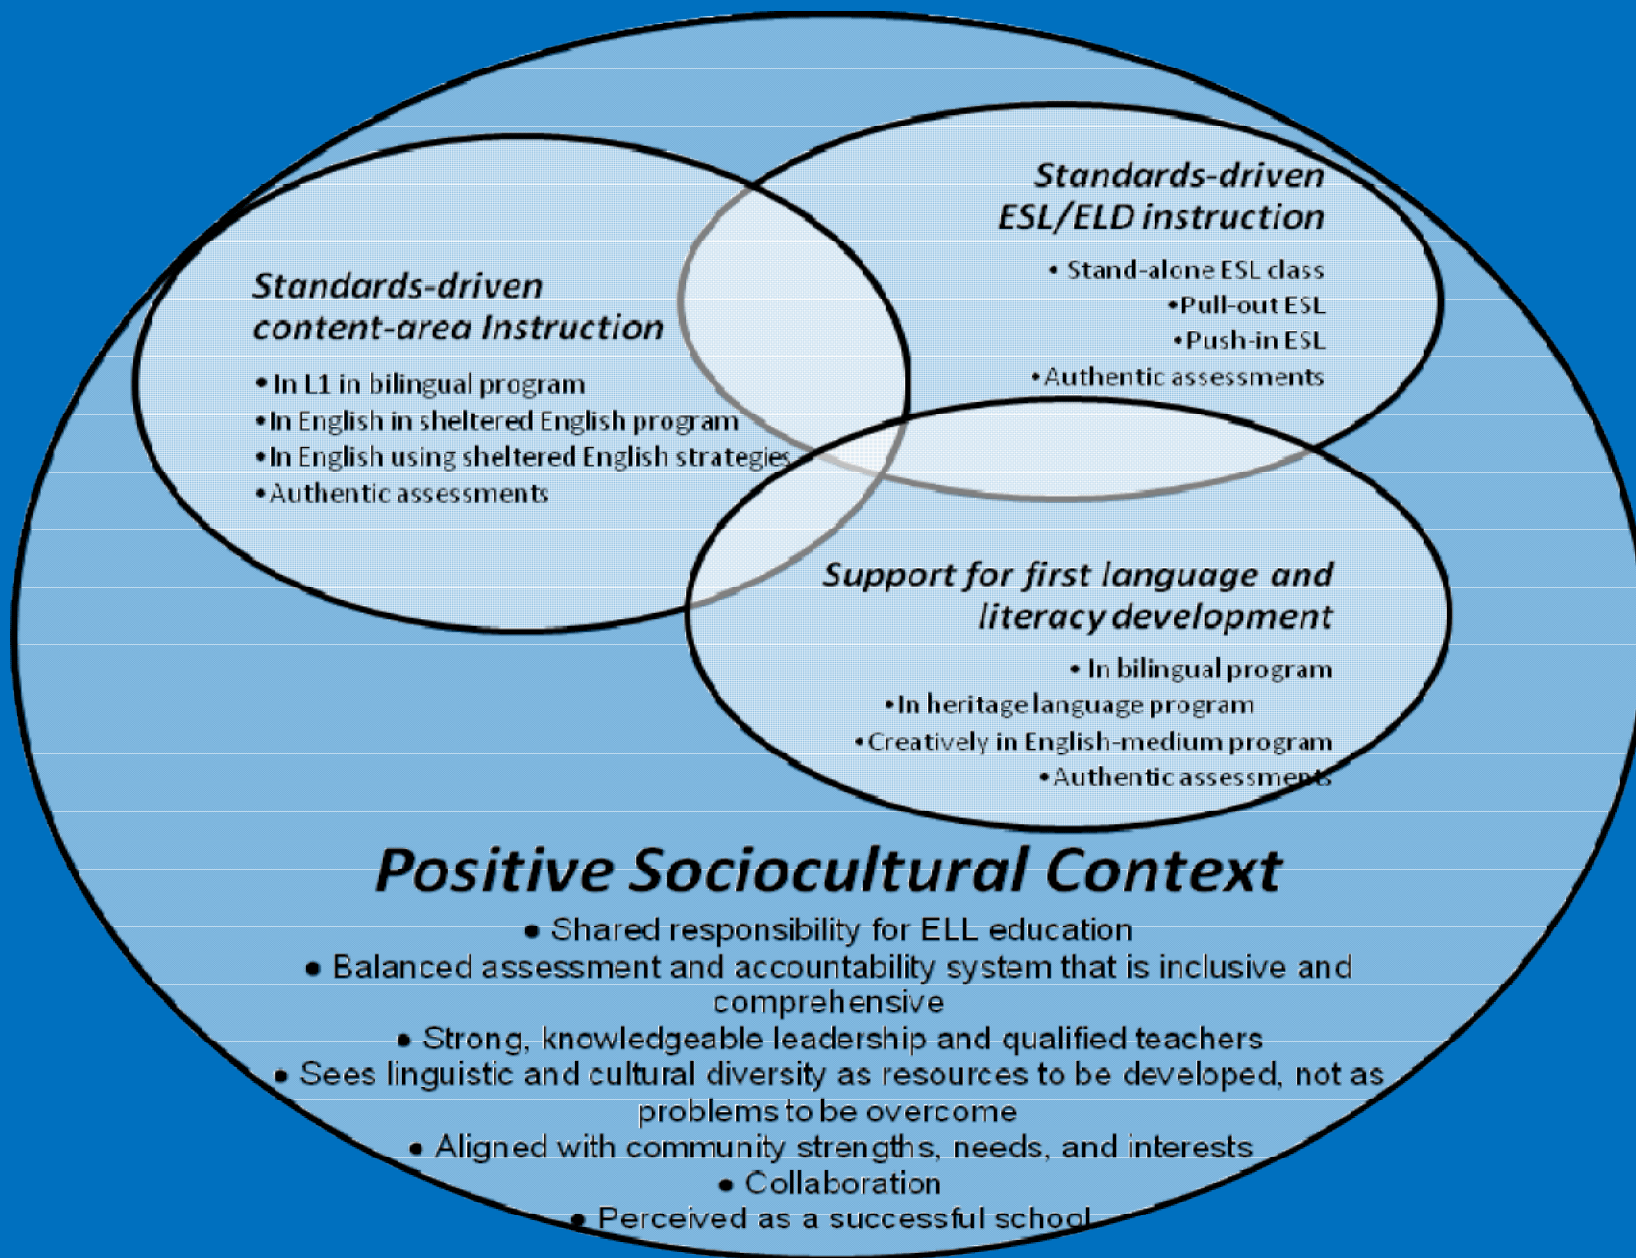 Standards-driven
ESL/ELD instruction
• Stand-alone ESL class
•Pull-out ESL
•Push-in ESL
•Authentic assessments
Standards-driven
content-area Instruction
•In L1 in bilingual program
•In English in sheltered English program
•In English using sheltered English strategies
•Authentic assessments
Support for first language and
literacy development
• In bilingual program
•In heritage language program
•Creatively in English-medium program
•Authentic assessments
Positive Sociocultural Context
• Shared responsibility for ELL education
• Balanced assessment and accountability system that is inclusive and
comprehensive
• Strong, knowledgeable leadership and qualified teachers
• Sees linguistic and cultural diversity as resources to be developed, not as
problems to be overcome
• Aligned with community strengths, needs, and interests
• Collaboration
• Perceived as a successful school